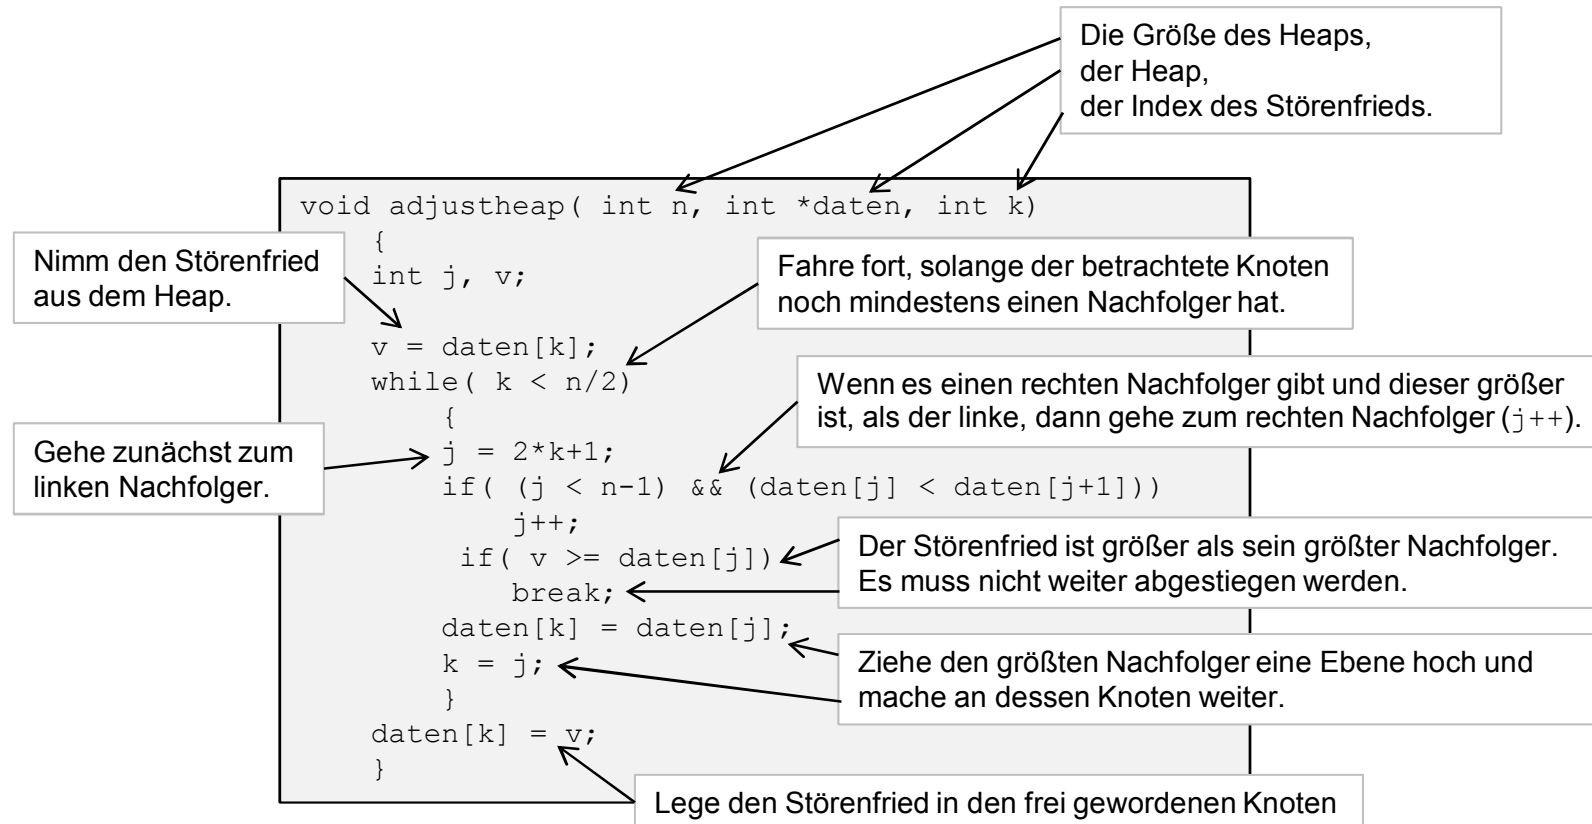 Die Größe des Heaps,
der Heap,
der Index des Störenfrieds.
void adjustheap( int n, int *daten, int k)
{
Nimm den Störenfried
aus dem Heap.
int j, v;
Fahre fort, solange der betrachtete Knoten
noch mindestens einen Nachfolger hat.
v = daten[k];
while( k < n/2)
Wenn es einen rechten Nachfolger gibt und dieser größer
ist, als der linke, dann gehe zum rechten Nachfolger (j++).
{
Gehe zunächst zum
linken Nachfolger.
j = 2*k+1;
if( (j < n-1) && (daten[j] < daten[j+1]))
j++;
if( v >= daten[j])
break;
Der Störenfried ist größer als sein größter Nachfolger.
Es muss nicht weiter abgestiegen werden.
daten[k] = daten[j];
k = j;
Ziehe den größten Nachfolger eine Ebene hoch und
mache an dessen Knoten weiter.
}
daten[k] = v;
}
Lege den Störenfried in den frei gewordenen Knoten